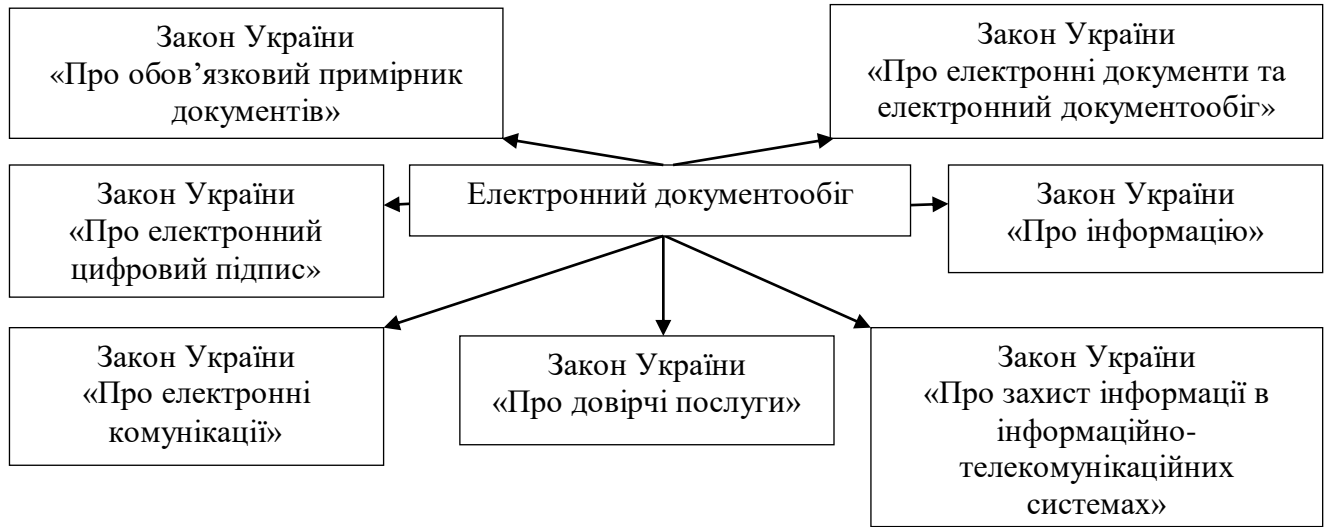 Закон України
«Про обов’язковий примірник
документів»
Закон України
«Про електронні документи та
електронний документообіг»
Закон України
«Про електронний
цифровий підпис»
Електронний документообіг
Закон України
«Про інформацію»
Закон України
«Про електронні
комунікації»
Закон України
«Про довірчі послуги»
Закон України
«Про захист інформації в
інформаційно-
телекомунікаційних
системах»